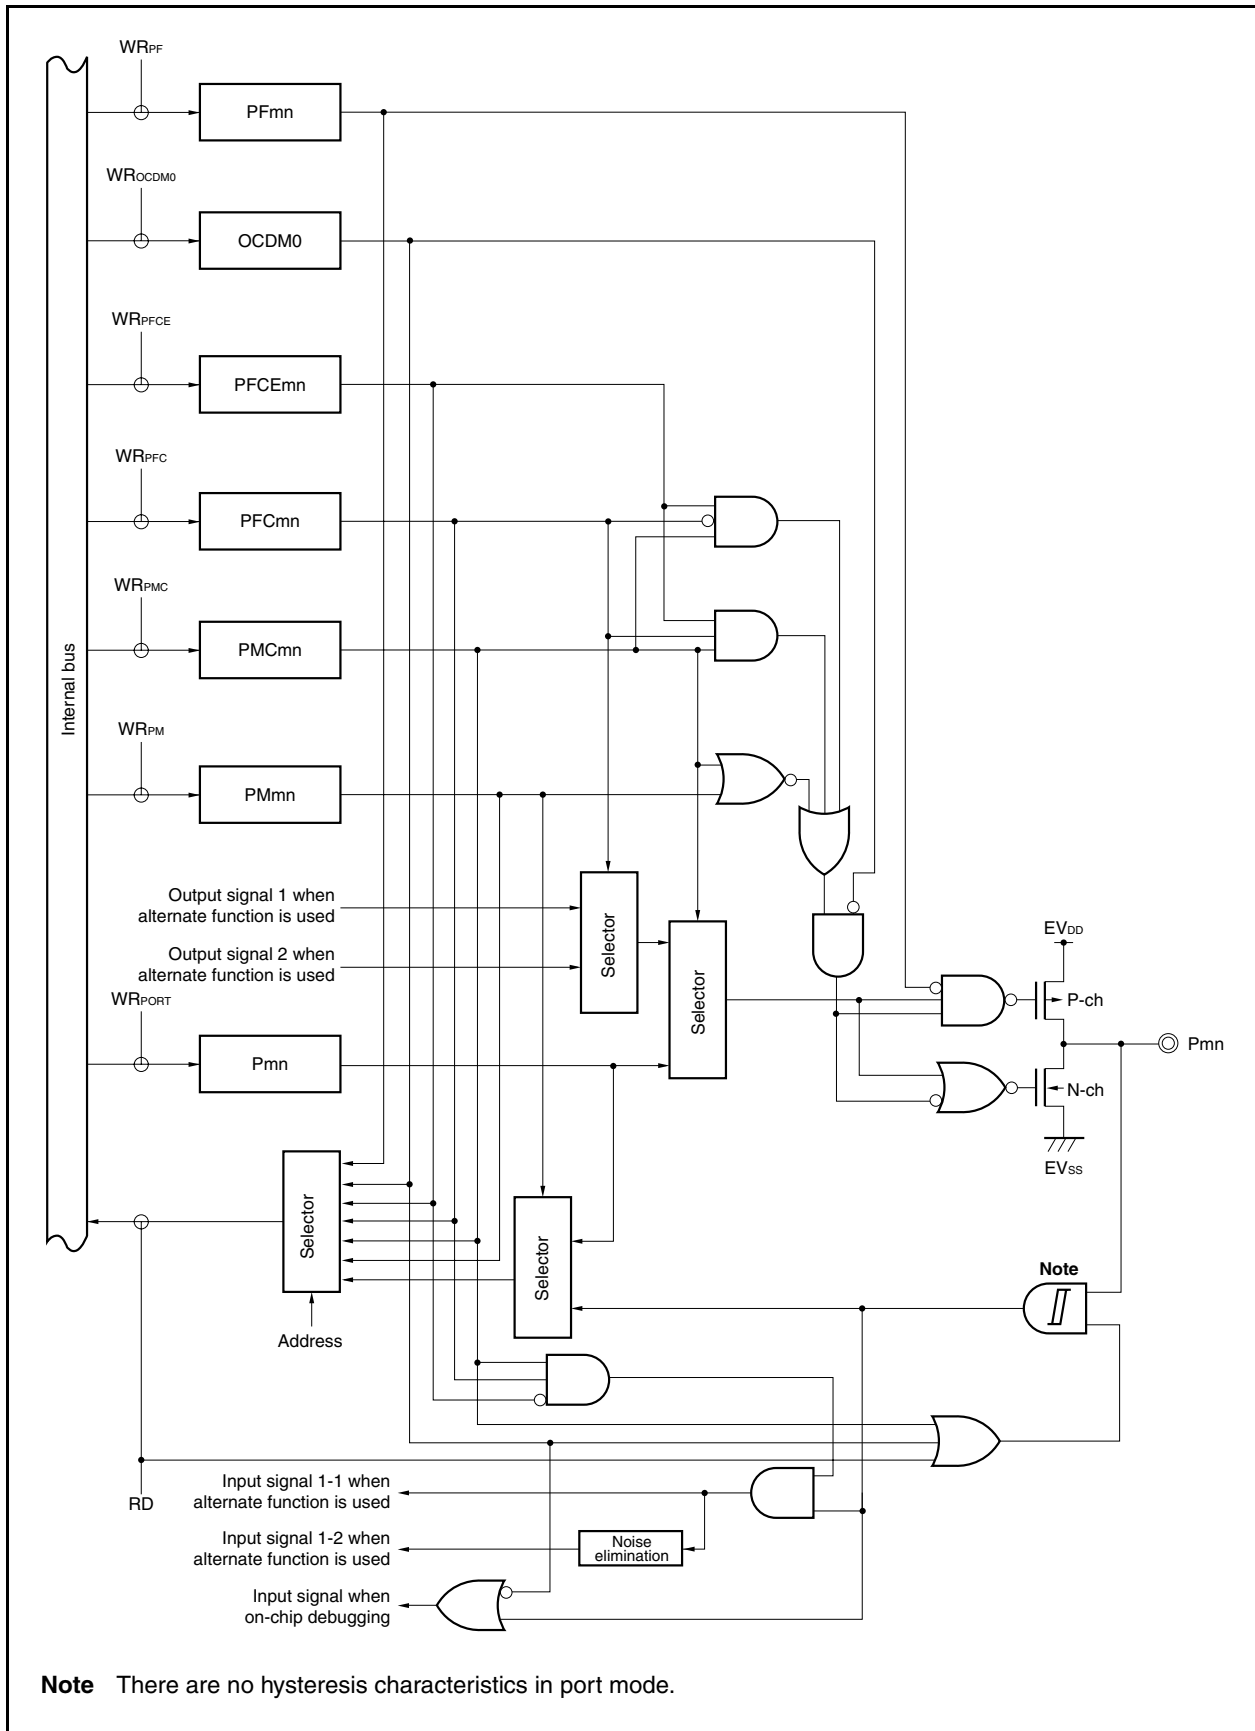 WRPF
PFmn
WROCDM0
OCDM0
WRPFCE
PFCEmn
WRPFC
PFCmn
WRPMC
PMCmn
Internal bus
WRPM
PMmn
Output signal 1 when
alternate function is used
Output signal 2 when
alternate function is used
Selector
Selector
WRPORT
Pmn
EVDD
P-ch
Pmn
N-ch
EVSS
Selector
Selector
Address
Note
RD
Input signal 1-1 when
alternate function is used
Input signal 1-2 when
alternate function is used
Noise
elimination
Input signal when
on-chip debugging
Note There are no hysteresis characteristics in port mode.